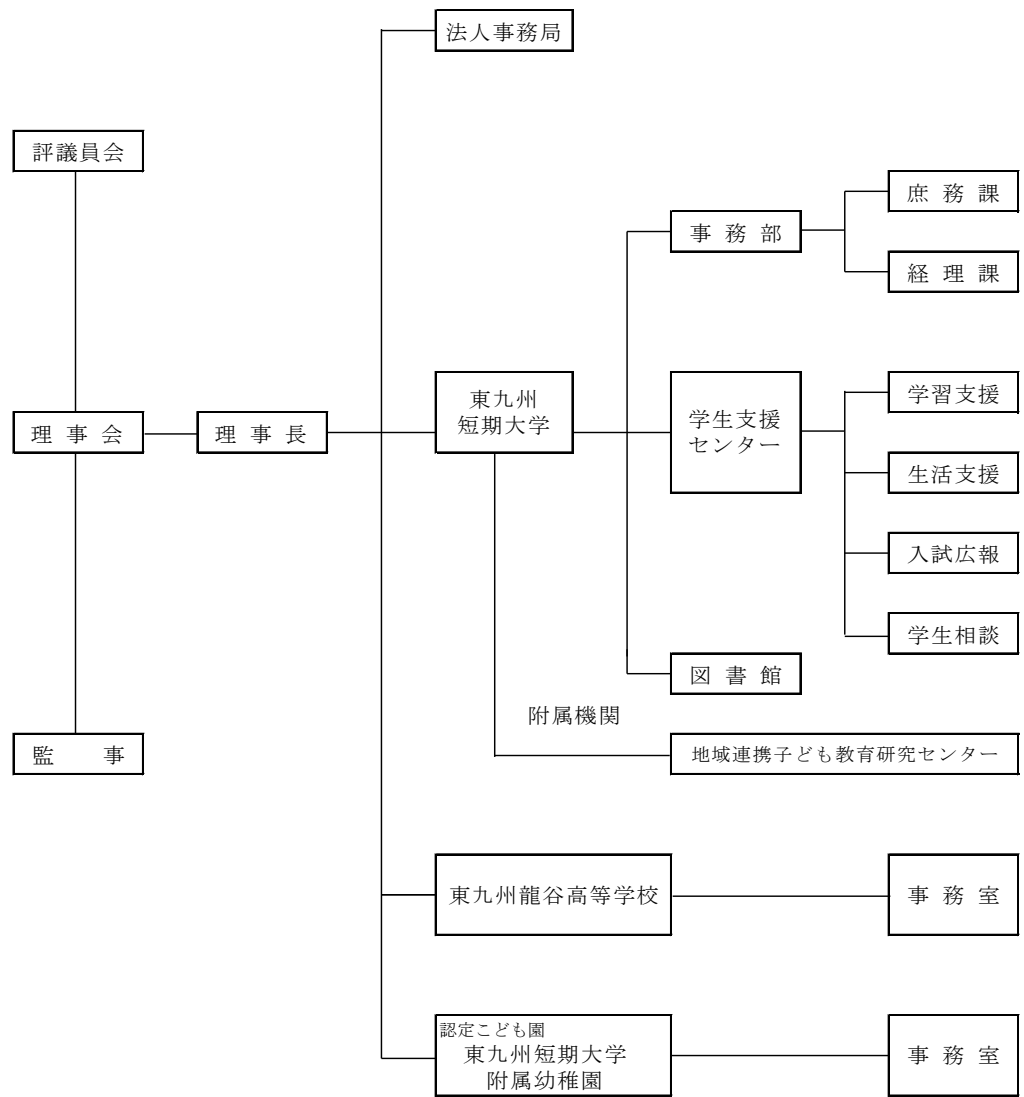 法人事務局
評議員会
庶 務 課
事 務 部
経 理 課
東九州
短期大学
学生支援
センター
学習支援
理 事 会
理 事 長
生活支援
入試広報
学生相談
図 書 館
附属機関
監 事
地域連携子ども教育研究センター
東九州龍谷高等学校
事 務 室
認定こども園
東九州短期大学
附属幼稚園
事 務 室